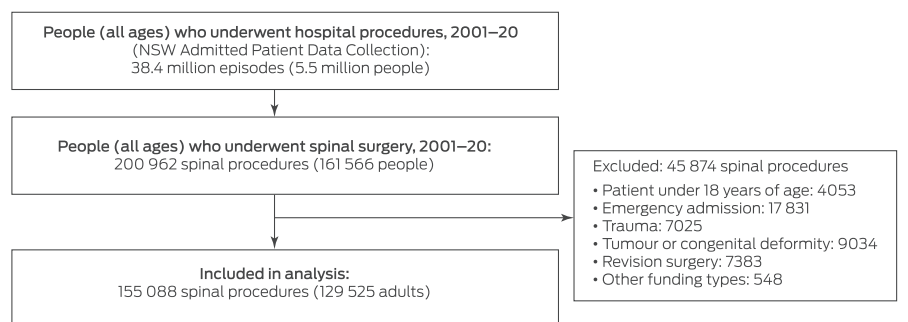 People (all ages) who underwent hospital procedures, 2001–20
(NSW Admitted Patient Data Collection):
38.4 million episodes (5.5 million people)
People (all ages) who underwent spinal surgery, 2001–20:
200 962 spinal procedures (161 566 people)
Excluded: 45 874 spinal procedures
• Patient under 18 years of age: 4053
• Emergency admission: 17 831
• Trauma: 7025
• Tumour or congenital deformity: 9034
• Revision surgery: 7383
• Other funding types: 548
Included in analysis:
155 088 spinal procedures (129 525 adults)